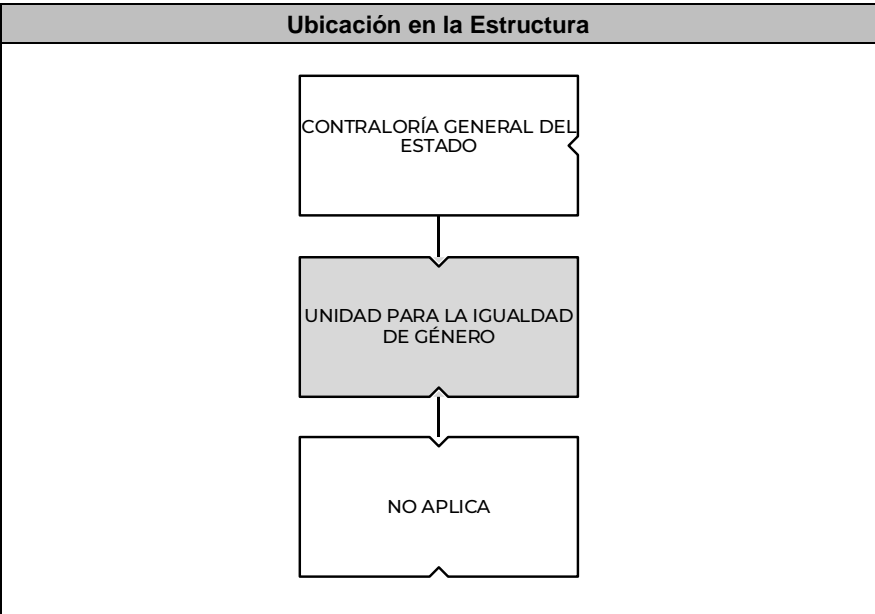 Ubicación en la Estructura
CONTRALORÍA GENERAL DEL
ESTADO
UNIDAD PARA LA IGUALDAD
DE GÉNERO
NO APLICA